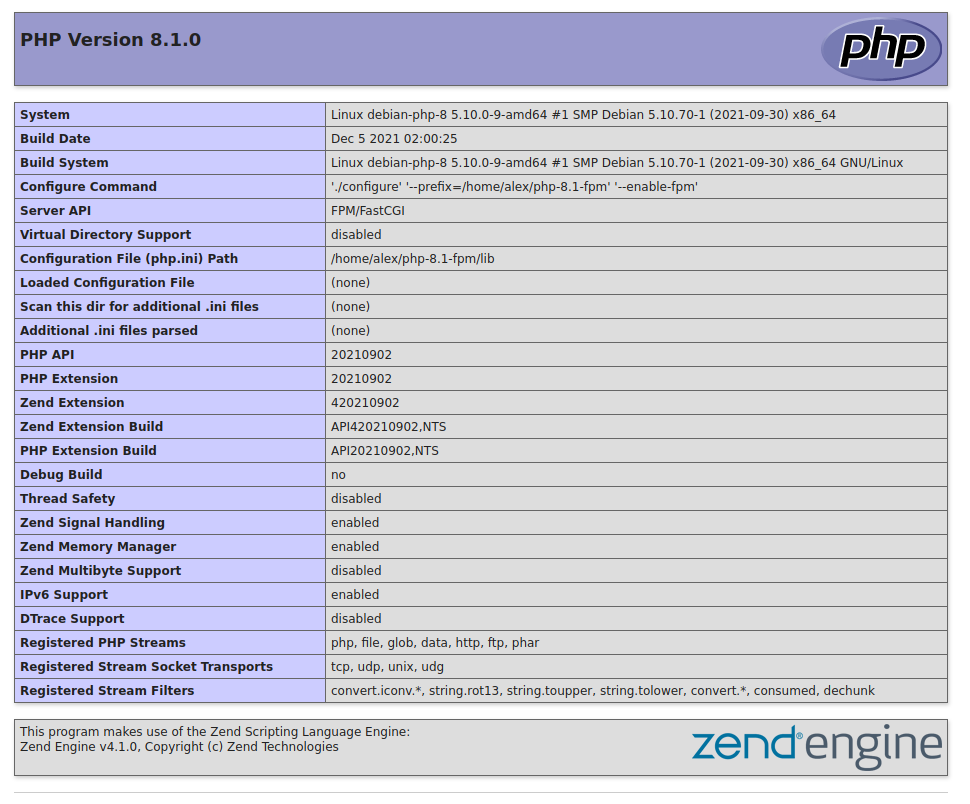 PHP Version 8.1.0
php
System Linux debian-php-8 5.10.0-9-amd64 #1 SMP Debian 5.10.70-1 (2021-09-30) x86_64
Build Date Dec 5 2021 02:00:25
Build System Linux debian-php-8 5.10.0-9-amd64 #1 SMP Debian 5.10.70-1 (2021-09-30) x86_64 GNU/Linux
Configure Command './configure' '--prefix=/home/alex/php-8.1-fpm' '--enable-fpm'
Server API FPM/FastCGI
Virtual Directory Support disabled
Configuration File (php.ini) Path /home/alex/php-8.1-fpm/lib
Loaded Configuration File (none)
Scan this dir for additional .ini files (none)
Additional .ini files parsed (none)
PHP API 20210902
PHP Extension 20210902
Zend Extension 420210902
Zend Extension Build API420210902,NTS
PHP Extension Build API20210902,NTS
Debug Build no
Thread Safety disabled
Zend Signal Handling enabled
Zend Memory Manager enabled
Zend Multibyte Support disabled
IPv6 Support enabled
DTrace Support disabled
Registered PHP Streams php, file, glob, data, http, ftp, phar
Registered Stream Socket Transports tcp, udp, unix, udg
Registered Stream Filters convert.iconv.*, string.rot13, string.toupper, string.tolower, convert.*, consumed, dechunk
This program makes use of the Zend Scripting Language Engine:
Zend Engine v4.1.0, Copyright (c) Zend Technologies
zend® engine